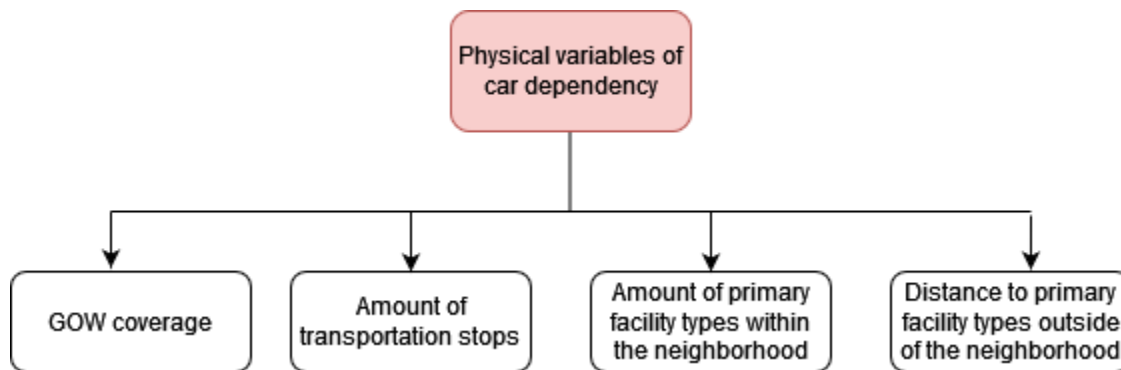 Physical variables of
car dependency
GOW coverage
Amount of
transportation stops
Amount of primary
facility types within
the neighborhood
Distance to primary
facility types outside
of the neighborhood